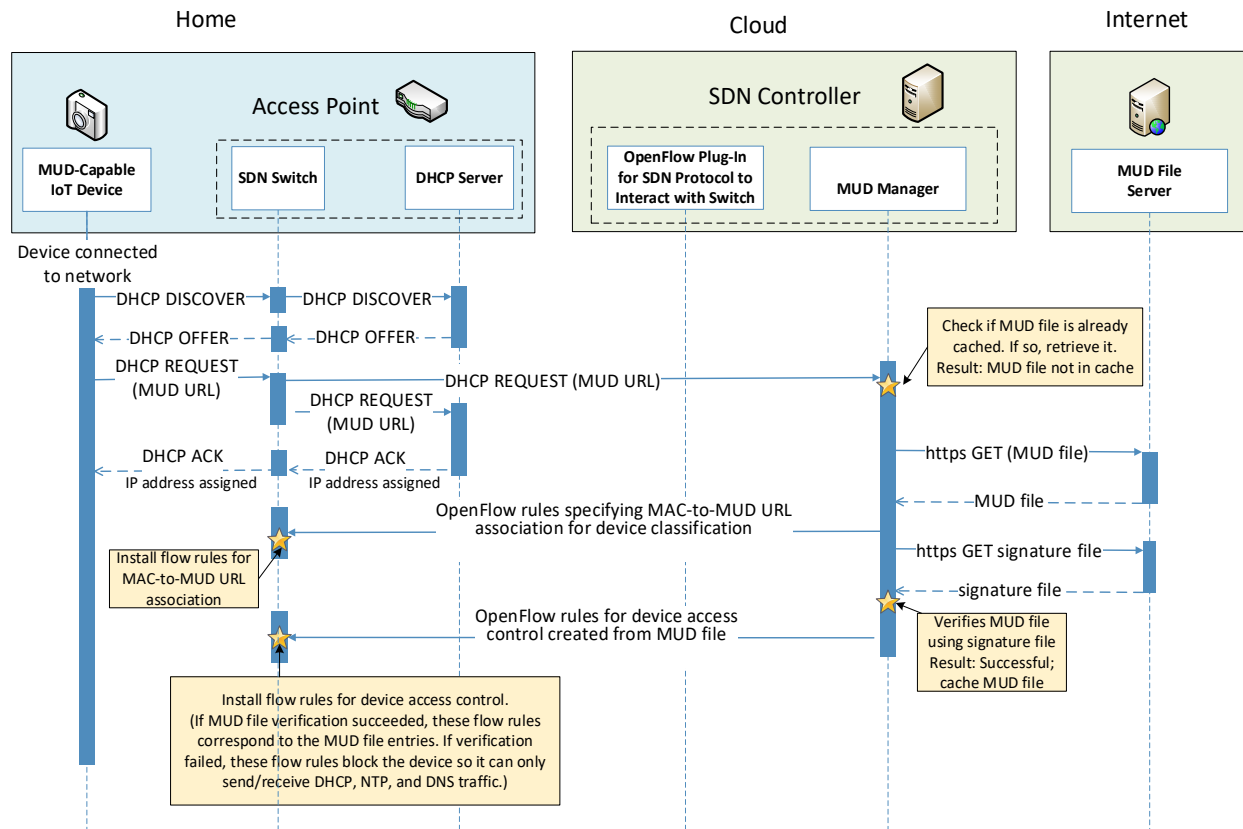 Home
Cloud
Internet
Access Point
SDN Controller
MUD-Capable
IoT Device
SDN Switch
DHCP Server
OpenFlow Plug-In
for SDN Protocol to
Interact with Switch
MUD Manager
MUD File
Server
Device connected
to network
DHCP DISCOVER
DHCP DISCOVER
DHCP OFFER
DHCP OFFER
Check if MUD file is already
cached. If so, retrieve it.
Result: MUD file not in cache
DHCP REQUEST
(MUD URL)
DHCP REQUEST (MUD URL)
DHCP REQUEST
(MUD URL)
https GET (MUD file)
DHCP ACK
IP address assigned
DHCP ACK
IP address assigned
MUD file
OpenFlow rules specifying MAC-to-MUD URL
association for device classification
https GET signature file
Install flow rules for
MAC-to-MUD URL
association
signature file
OpenFlow rules for device access
control created from MUD file
Verifies MUD file
using signature file
Result: Successful;
cache MUD file
Install flow rules for device access control.
(If MUD file verification succeeded, these flow rules
correspond to the MUD file entries. If verification
failed, these flow rules block the device so it can only
send/receive DHCP, NTP, and DNS traffic.)